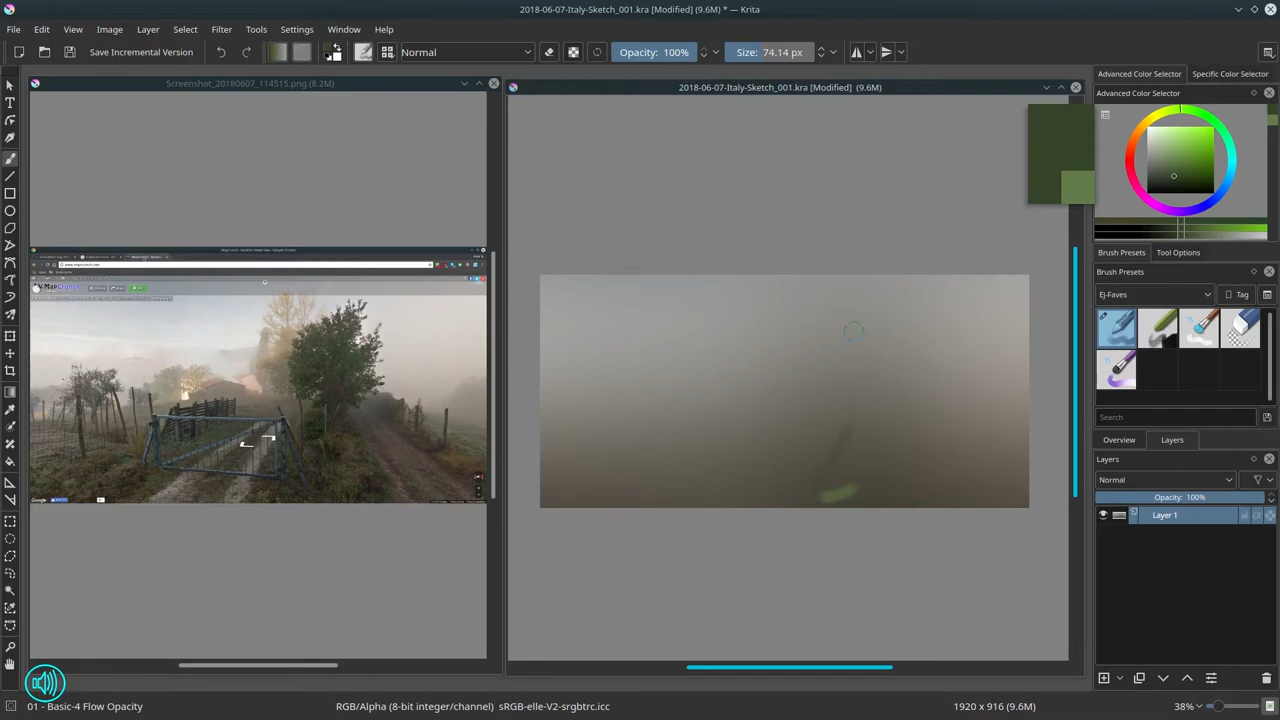 2018-06-07-Italy-Sketch_001.kra [Modified] (9.6M) * — Krita
File Edit View Image Layer Select Filter Tools Settings Window Help
Save Incremental Version Normal Opacity: 100% Size: 74.14 px
Screenshot_20180607_114515.png (8.2M)
2018-06-07-Italy-Sketch_001.kra [Modified] (9.6M)
Advanced Color Selector Specific Color Selector
Advanced Color Selector
Brush Presets Tool Options
Brush Presets
Ej-Faves Tag
MapCrunch
Google
Search
Overview Layers
Layers
Normal
Opacity: 100%
Layer 1
01 - Basic-4 Flow Opacity RGB/Alpha (8-bit integer/channel) sRGB-elle-V2-srgbtrc.icc 1920 x 916 (9.6M) 38%